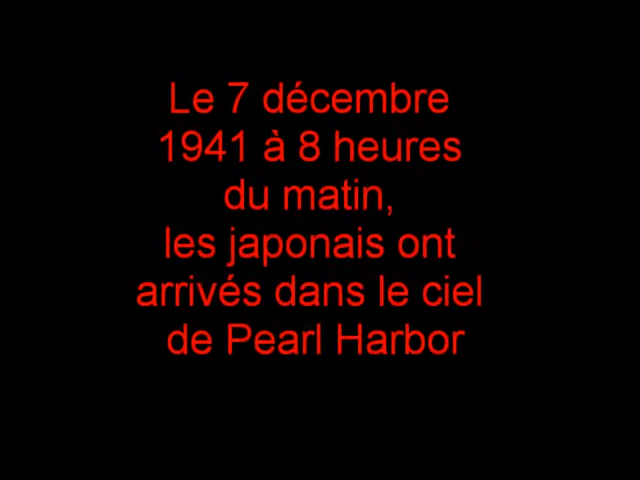 Le 7 décembre
1941 à 8 heures
du matin,
les japonais ont
arrivés dans le ciel
de Pearl Harbor